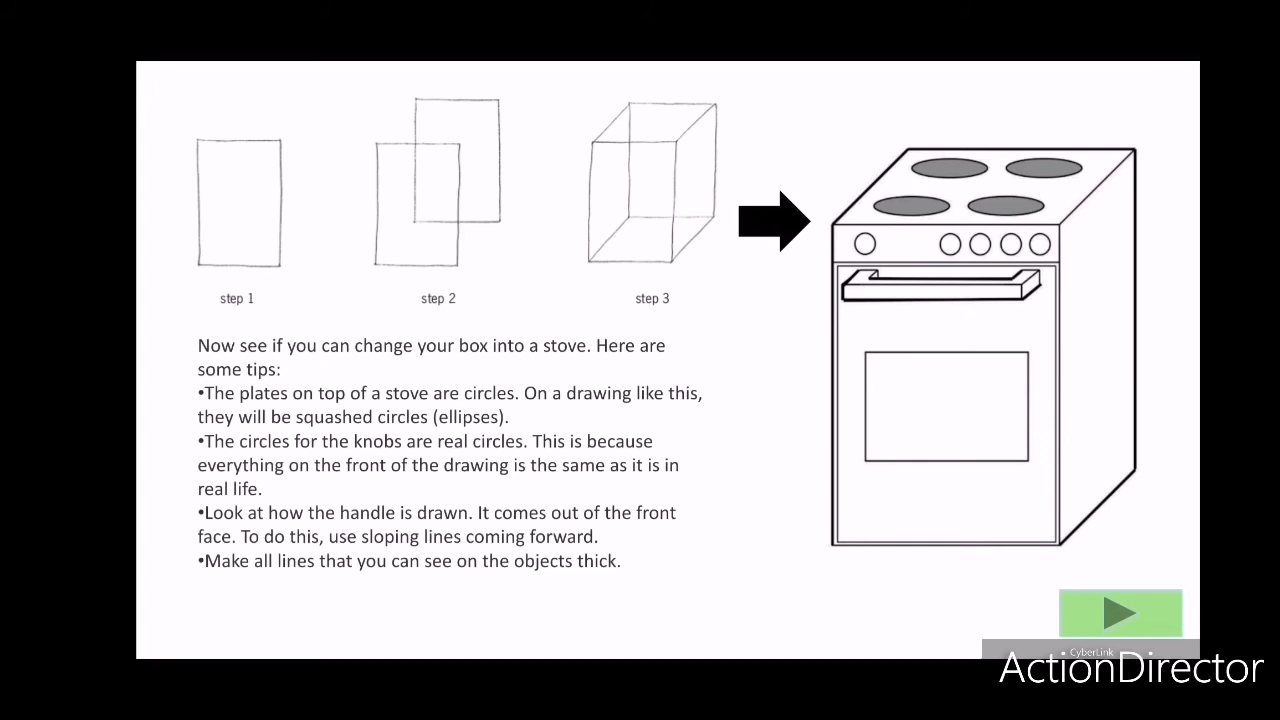 step 1
step 2
step 3
Now see if you can change your box into a stove. Here are
some tips:
•The plates on top of a stove are circles. On a drawing like this,
they will be squashed circles (ellipses).
•The circles for the knobs are real circles. This is because
everything on the front of the drawing is the same as it is in
real life.
•Look at how the handle is drawn. It comes out of the front
face. To do this, use sloping lines coming forward.
•Make all lines that you can see on the objects thick.
CyberLink
ActionDirector